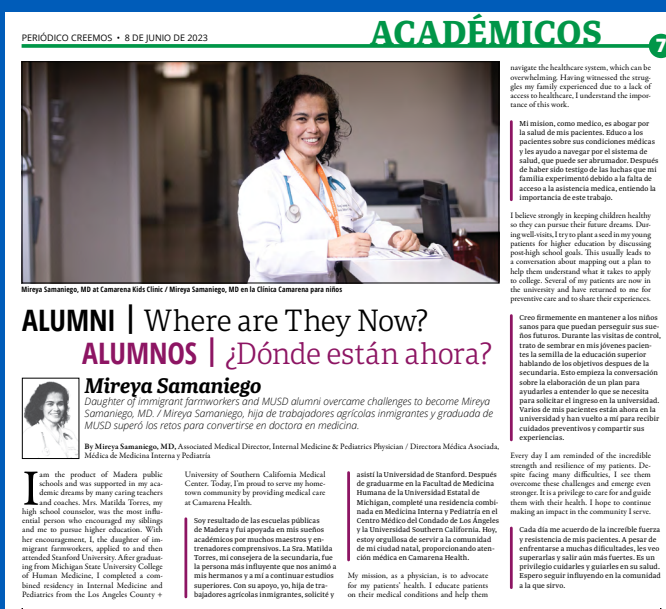 PERIÓDICO CREEMOS • 8 DE JUNIO DE 2023
ACADÉMICOS
7
Mireya Samaniego, MD at Camarena Kids Clinic / Mireya Samaniego, MD en la Clínica Camarena para niños
ALUMNI | Where are They Now?
ALUMNOS | ¿Dónde están ahora?
Mireya Samaniego
Daughter of immigrant farmworkers and MUSD alumni overcame challenges to become Mireya
Samaniego, MD. / Mireya Samaniego, hija de trabajadores agrícolas inmigrantes y graduada de
MUSD superó los retos para convertirse en doctora en medicina.
By Mireya Samaniego, MD, Associated Medical Director, Internal Medicine & Pediatrics Physician / Directora Médica Asociada,
Médica de Medicina Interna y Pediatría
I am the product of Madera public
schools and was supported in my aca-
demic dreams by many caring teachers
and coaches. Mrs. Matilda Torres, my
high school counselor, was the most influ-
ential person who encouraged my siblings
and me to pursue higher education. With
her encouragement, I, the daughter of im-
migrant farmworkers, applied to and then
attended Stanford University. After graduat-
ing from Michigan State University College
of Human Medicine, I completed a com-
bined residency in Internal Medicine and
Pediatrics from the Los Angeles County +
University of Southern California Medical
Center. Today, I'm proud to serve my home-
town community by providing medical care
at Camarena Health.
Soy resultado de las escuelas públicas
de Madera y fui apoyada en mis sueños
académicos por muchos maestros y en-
trenadores comprensivos. La Sra. Matilda
Torres, mi consejera de la secundaria, fue
la persona más influyente que nos animó a
mis hermanos y a mí a continuar estudios
superiores. Con su apoyo, yo, hija de tra-
bajadores agrícolas inmigrantes, solicité y
asistí la Universidad de Stanford. Después
de graduarme en la Facultad de Medicina
Humana de la Universidad Estatal de
Michigan, completé una residencia combi-
nada en Medicina Interna y Pediatría en el
Centro Médico del Condado de Los Ángeles
y la Universidad Southern California. Hoy,
estoy orgullosa de servir a la comunidad
de mi ciudad natal, proporcionando aten-
ción médica en Camarena Health.
My mission, as a physician, is to advocate
for my patients' health. I educate patients
on their medical conditions and help them
navigate the healthcare system, which can be
overwhelming. Having witnessed the strug-
gles my family experienced due to a lack of
access to healthcare, I understand the impor-
tance of this work.
Mi mision, como medico, es abogar por
la salud de mis pacientes. Educo a los
pacientes sobre sus condiciones médicas
y les ayudo a navegar por el sistema de
salud, que puede ser abrumador. Después
de haber sido testigo de las luchas que mi
familia experimentó debido a la falta de
acceso a la asistencia medica, entiendo la
importancia de este trabajo.
I believe strongly in keeping children healthy
so they can pursue their future dreams. Dur-
ing well-visits, I try to plant a seed in my young
patients for higher education by discussing
post-high school goals. This usually leads to
a conversation about mapping out a plan to
help them understand what it takes to apply
to college. Several of my patients are now in
the university and have returned to me for
preventive care and to share their experiences.
Creo firmemente en mantener a los niños
sanos para que puedan perseguir sus sue-
ños futuros. Durante las visitas de control,
trato de sembrar en mis jóvenes pacien-
tes la semilla de la educación superior
hablando de los objetivos despues de la
secundaria. Esto empieza la conversación
sobre la elaboración de un plan para
ayudarles a entender lo que se necesita
para solicitar el ingreso en la universidad.
Varios de mis pacientes están ahora en la
universidad y han vuelto a mí para recibir
cuidados preventivos y compartir sus
experiencias.
Every day I am reminded of the incredible
strength and resilience of my patients. De-
spite facing many difficulties, I see them
overcome these challenges and emerge even
stronger. It is a privilege to care for and guide
them with their health. I hope to continue
making an impact in the community I serve.
Cada día me acuerdo de la increíble fuerza
y resistencia de mis pacientes. A pesar de
enfrentarse a muchas dificultades, les veo
superarlas y salir aún más fuertes. Es un
privilegio cuidarles y guiarles en su salud.
Espero seguir influyendo en la comunidad
a la que sirvo.